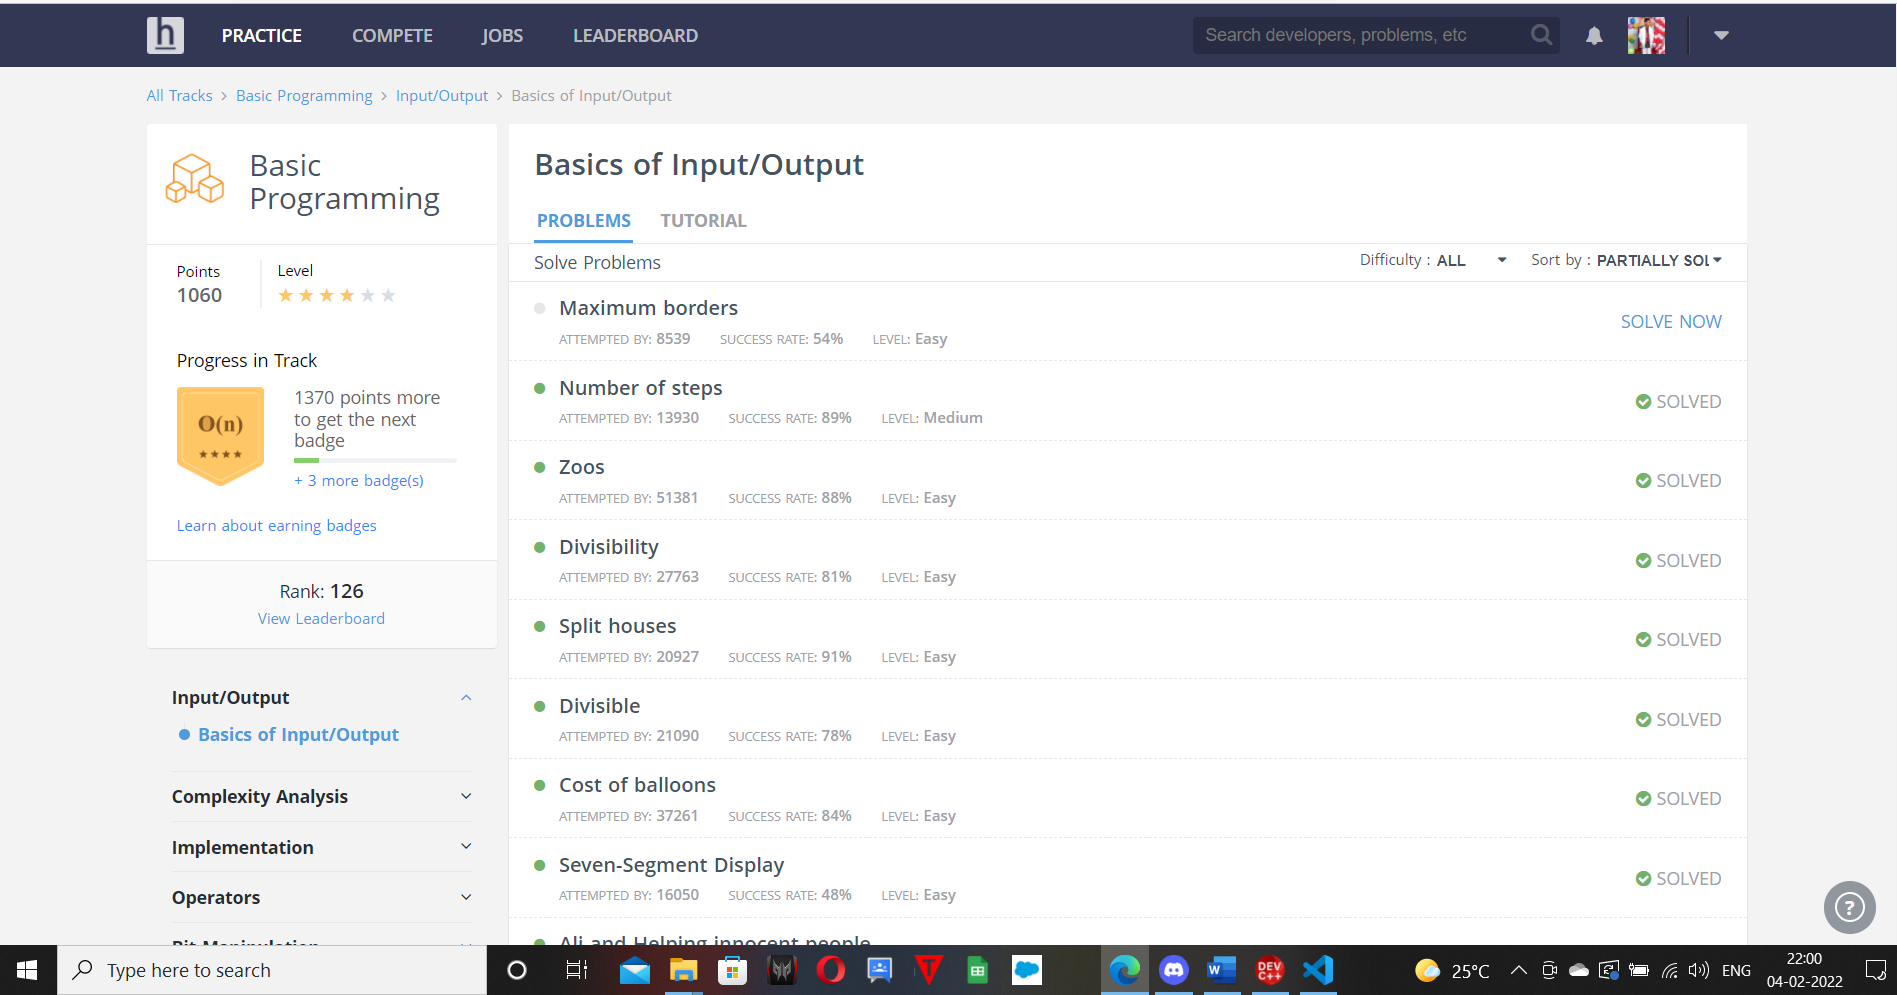 h PRACTICE COMPETE JOBS LEADERBOARD Search developers, problems, etc
All Tracks > Basic Programming > Input/Output > Basics of Input/Output
Basic
Programming
Points
1060
Level
Progress in Track
O(n)
1370 points more
to get the next
badge
+ 3 more badge(s)
Learn about earning badges
Rank: 126
View Leaderboard
Input/Output
Basics of Input/Output
Complexity Analysis
Implementation
Operators
Bit Manipulation
Basics of Input/Output
PROBLEMS TUTORIAL
Solve Problems Difficulty : ALL Sort by : PARTIALLY SOL
Maximum borders
ATTEMPTED BY: 8539 SUCCESS RATE: 54% LEVEL: Easy
SOLVE NOW
Number of steps
ATTEMPTED BY: 13930 SUCCESS RATE: 89% LEVEL: Medium
SOLVED
Zoos
ATTEMPTED BY: 51381 SUCCESS RATE: 88% LEVEL: Easy
SOLVED
Divisibility
ATTEMPTED BY: 27763 SUCCESS RATE: 81% LEVEL: Easy
SOLVED
Split houses
ATTEMPTED BY: 20927 SUCCESS RATE: 91% LEVEL: Easy
SOLVED
Divisible
ATTEMPTED BY: 21090 SUCCESS RATE: 78% LEVEL: Easy
SOLVED
Cost of balloons
ATTEMPTED BY: 37261 SUCCESS RATE: 84% LEVEL: Easy
SOLVED
Seven-Segment Display
ATTEMPTED BY: 16050 SUCCESS RATE: 48% LEVEL: Easy
SOLVED
Ali and Helping innocent people
?
Type here to search
W
DEV
C++
25°C
ENG
22:00
04-02-2022